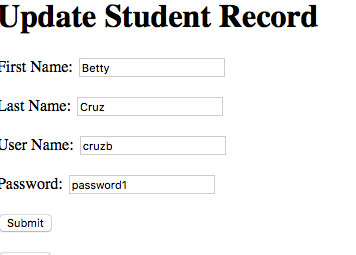 Update Student Record
First Name: Betty
Last Name: Cruz
User Name: cruzb
Password: password1
Submit